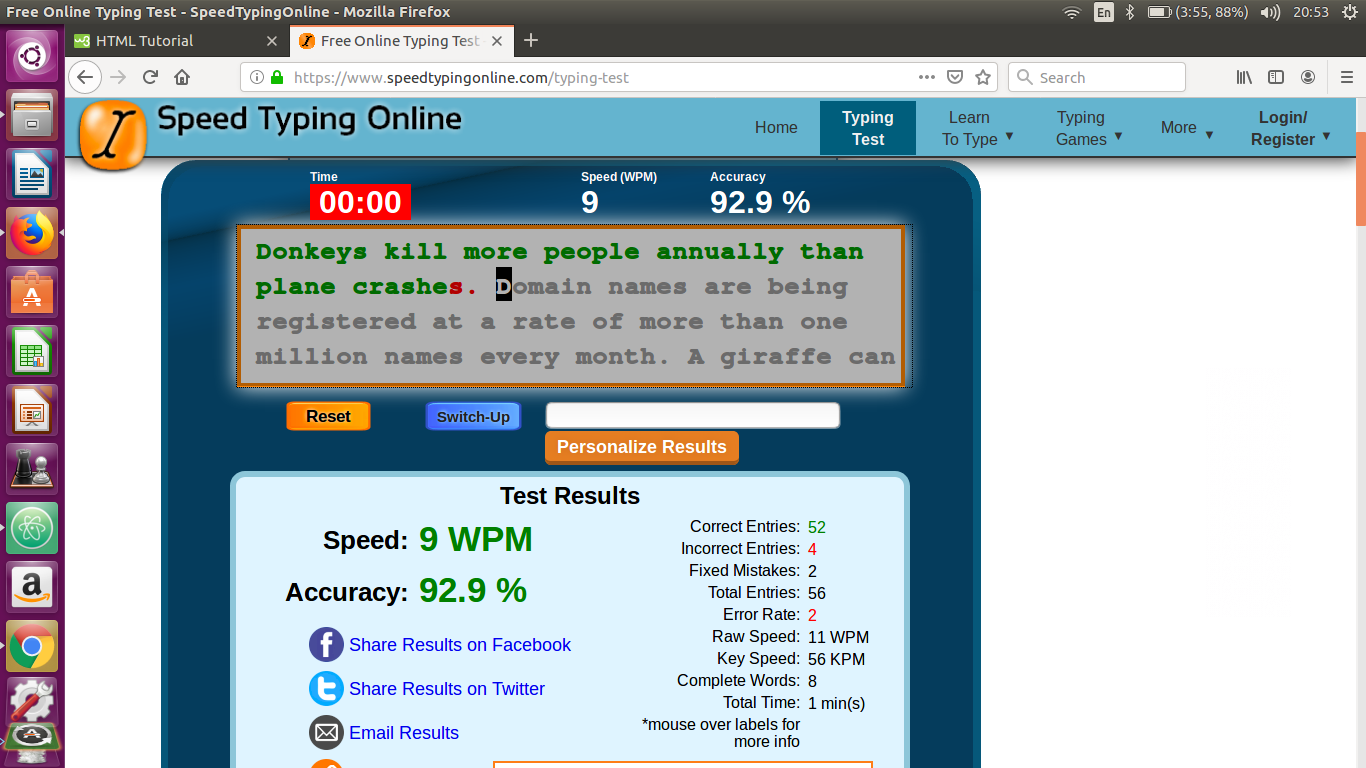 Free Online Typing Test - SpeedTypingOnline - Mozilla Firefox
En
(3:55, 88%)
20:53
HTML Tutorial
Free Online Typing Test
https://www.speedtypingonline.com/typing-test
Search
Speed Typing Online
Home
Typing Test
Learn To Type
Typing Games
More
Login/ Register
Time
Speed (WPM)
Accuracy
00:00
9
92.9 %
Donkeys kill more people annually than
plane crashes. Domain names are being
registered at a rate of more than one
million names every month. A giraffe can
Reset
Switch-Up
Personalize Results
Test Results
Speed: 9 WPM
Accuracy: 92.9 %
Share Results on Facebook
Share Results on Twitter
Email Results
Correct Entries: 52
Incorrect Entries: 4
Fixed Mistakes: 2
Total Entries: 56
Error Rate: 2
Raw Speed: 11 WPM
Key Speed: 56 KPM
Complete Words: 8
Total Time: 1 min(s)
*mouse over labels for
more info